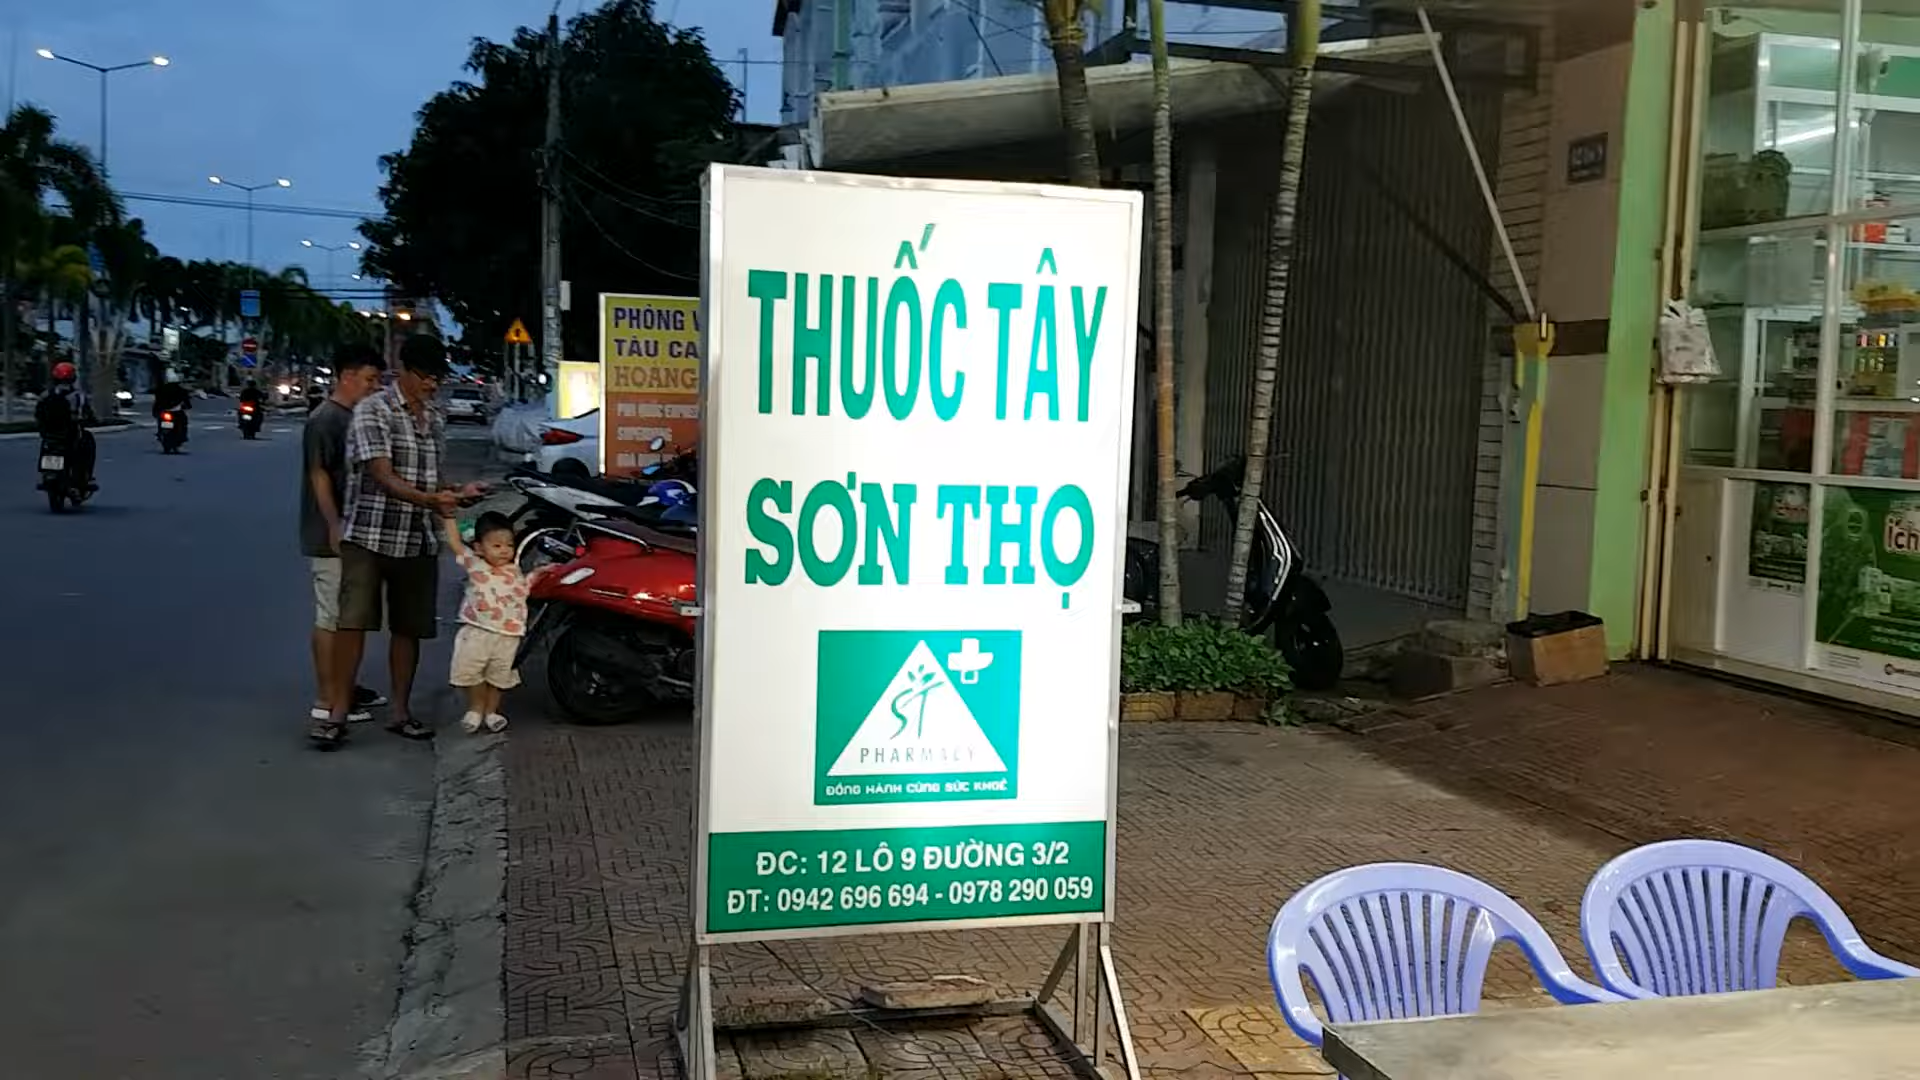 THUỐC TÂY
SƠN THỌ
ST
PHARMACY
ĐỒNG HÀNH CÙNG SỨC KHOẺ
ĐC: 12 LÔ 9 ĐƯỜNG 3/2
ĐT: 0942 696 694 - 0978 290 059
PHÒNG V
TÀU CA
HOÀNG